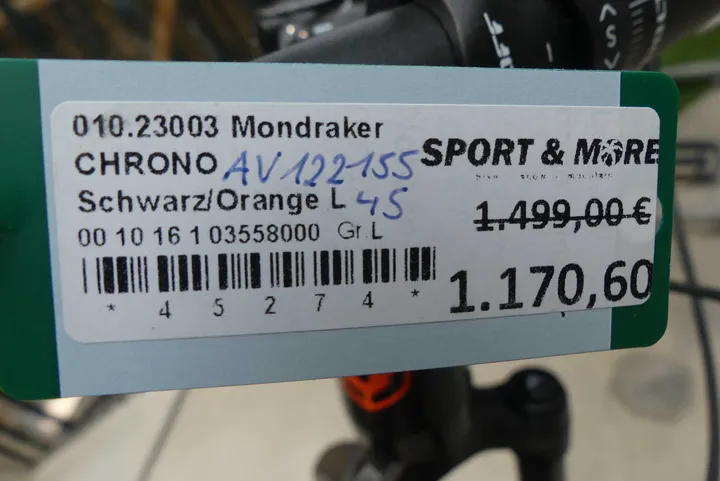 010.23003 Mondraker
CHRONO AV122155
Schwarz/Orange L 45
00 10 16 1 03558000 Gr.L
* 4 5 2 7 4 *
SPORT & MORE
1.499,00 €
1.170,60